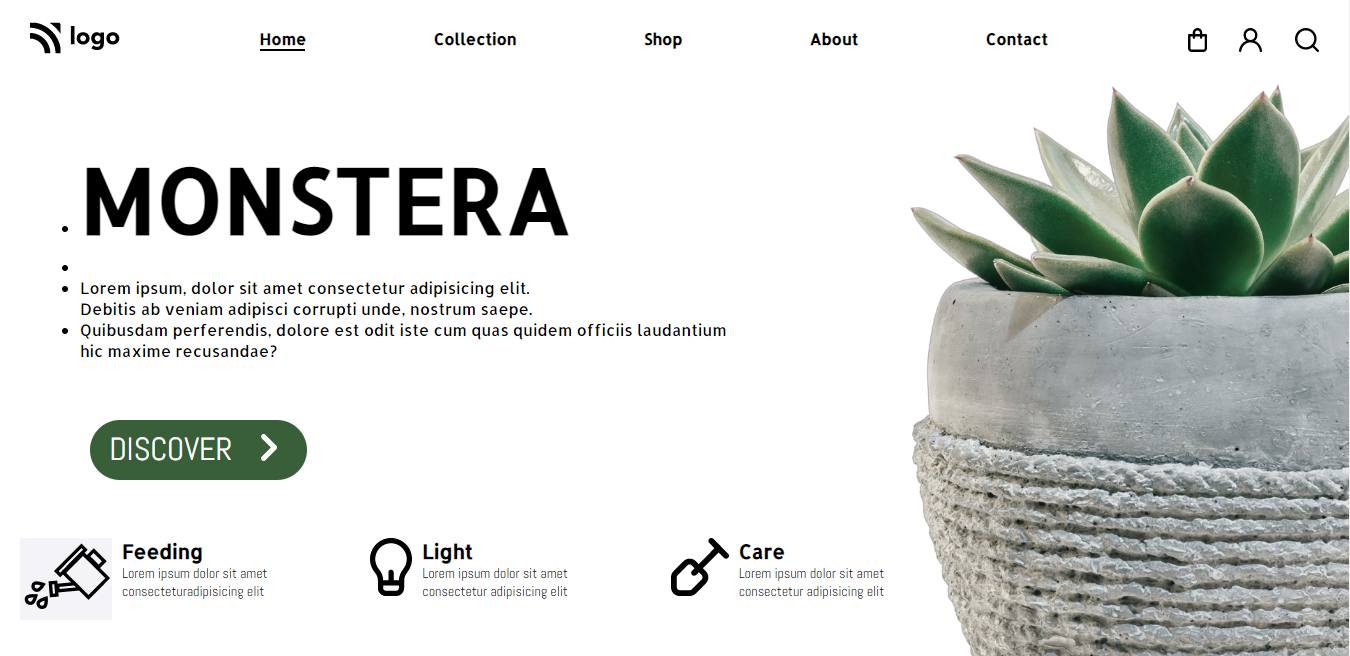 logo
Home Collection Shop About Contact
MONSTERA
Lorem ipsum, dolor sit amet consectetur adipisicing elit.
Debitis ab veniam adipisci corrupti unde, nostrum saepe.
Quibusdam perferendis, dolore est odit iste cum quas quidem officiis laudantium
hic maxime recusandae?
DISCOVER
Feeding
Lorem ipsum dolor sit amet
consecteturadipisicing elit
Light
Lorem ipsum dolor sit amet
consectetur adipisicing elit
Care
Lorem ipsum dolor sit amet
consectetur adipisicing elit